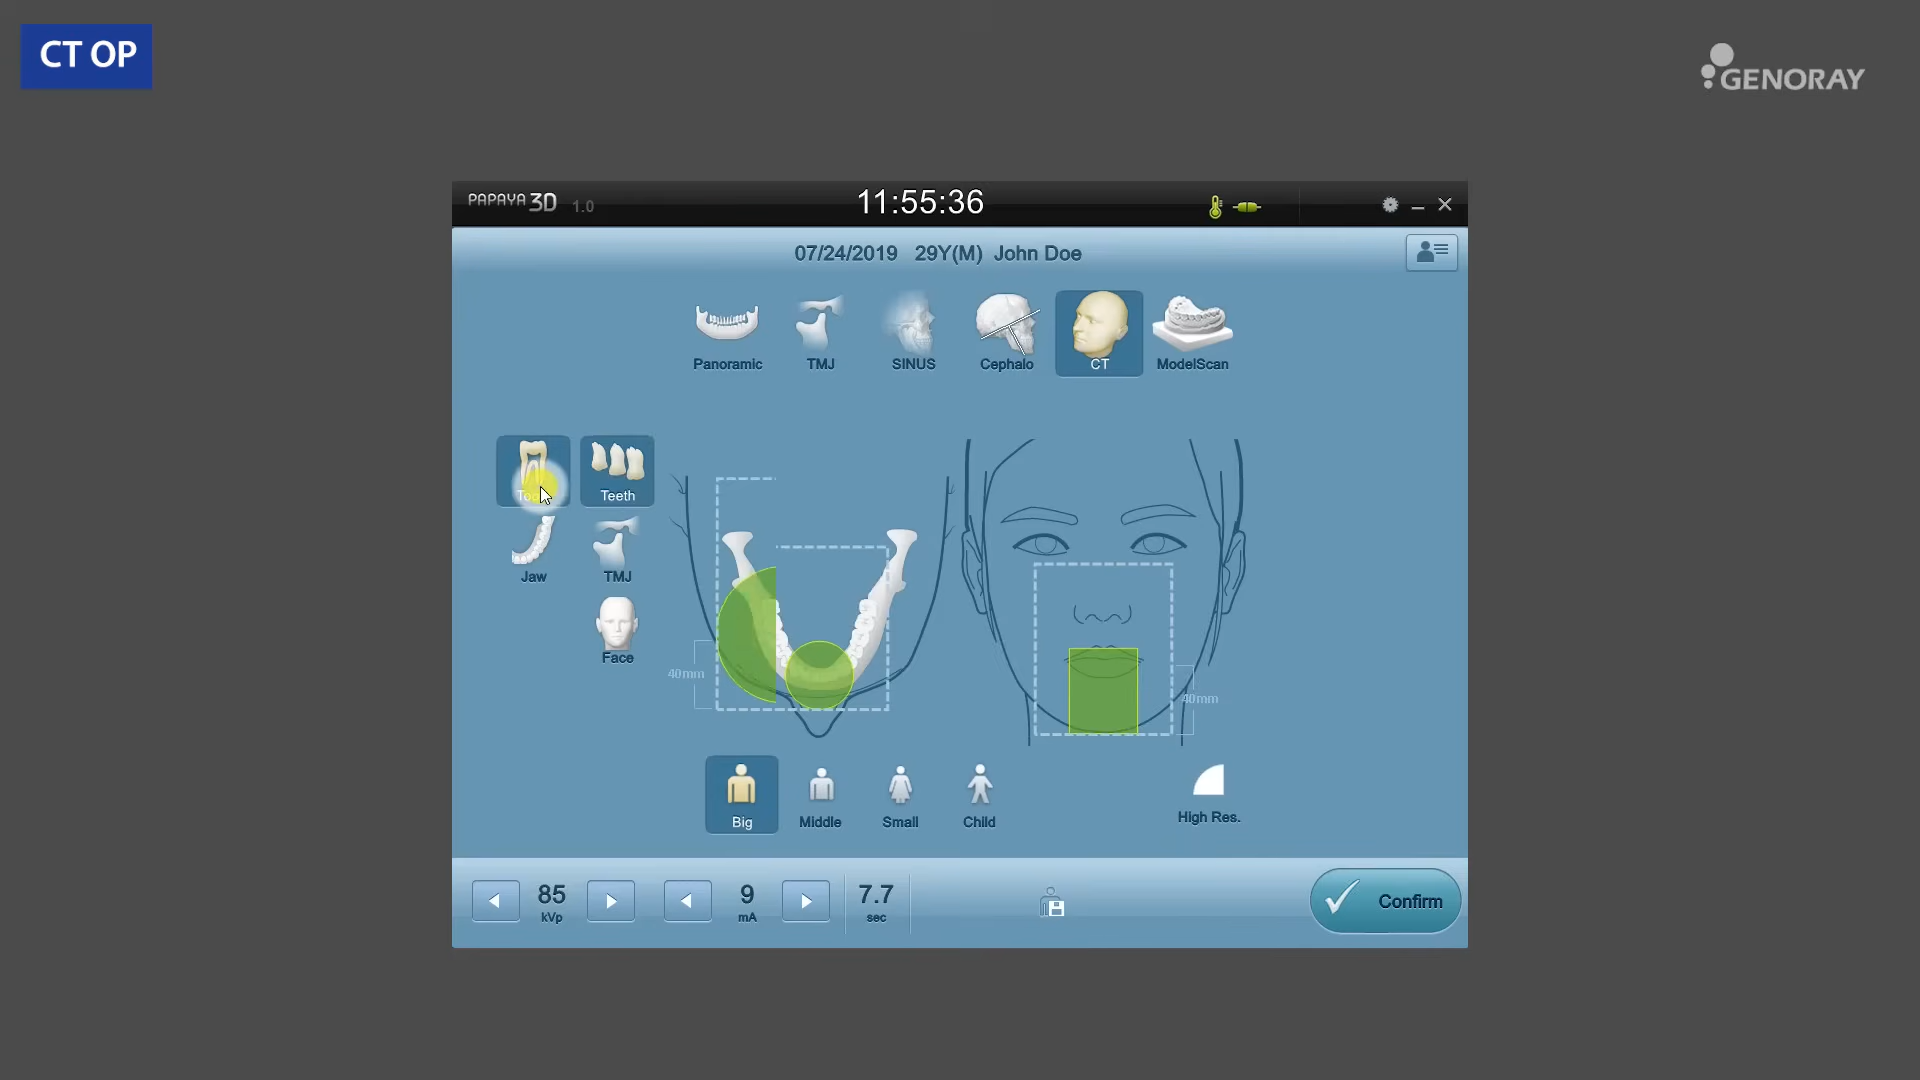 CT OP
GENORAY
PAPAYA 3D 1.0
11:55:36
07/24/2019 29Y(M) John Doe
Panoramic
TMJ
SINUS
Cephalo
CT
ModelScan
Teeth
Jaw
TMJ
Face
40mm
40mm
Big
Middle
Small
Child
High Res.
85
kVp
9
mA
7.7
sec
Confirm